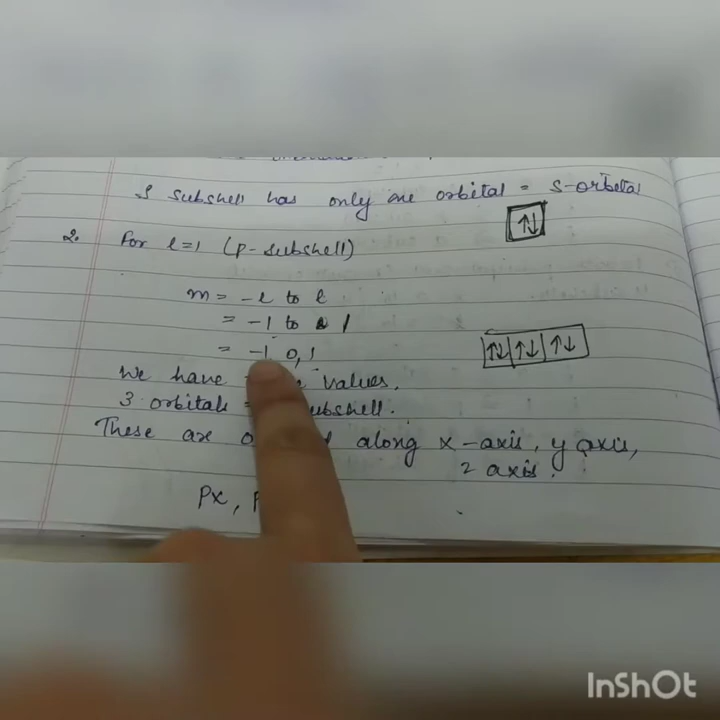 S subshell has only one orbital = s-orbital
2. For l=1 (p-subshell)
m = -l to l
= -1 to 1
= -1 0, 1
We have values.
3 orbitals = ubshell.
These are along x-axis, y axis,
z axis.
Px, P
InShOt